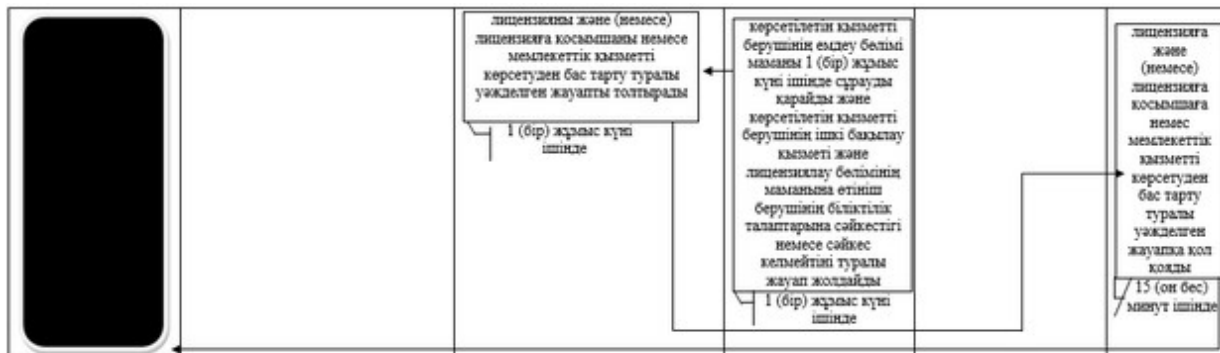 лицензияны және (немесе)
лицензияға қосымшаны немесе
мемлекеттік қызметті
көрсетуден бас тарту туралы
уәжделген жауапты толтырады
1 (бір) жұмыс күні
ішінде
көрсетілетін қызметті
берушінің емдеу бөлімі
маманы 1 (бір) жұмыс
күні ішінде сұрауды
қарайды және
көрсетілетін қызметті
берушінің ішкі бақылау
қызметі және
лицензиялау бөлімінің
маманына өтініш
берушінің біліктілік
талаптарына сәйкестігі
немесе сәйкес
келмейтіні туралы
жауап жолдайды
1 (бір) жұмыс күні
ішінде
лицензияға
және
(немесе)
лицензияға
қосымшаға
немес
мемлекеттік
қызметті
көрсетуден
бас тарту
туралы
уәжделген
жауапқа қол
қояды
15 (он бес)
минут ішінде